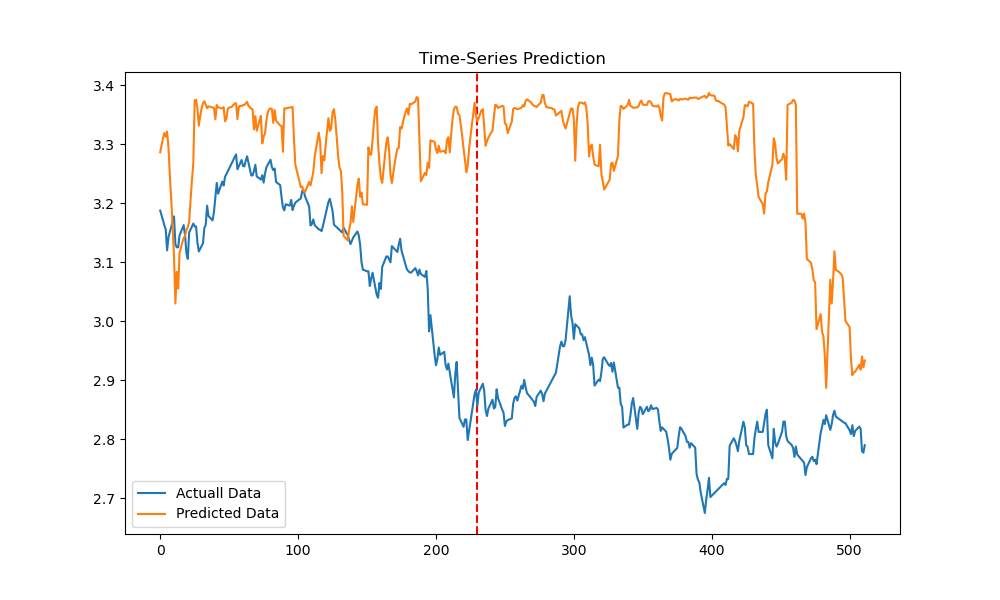 Time-Series Prediction
3.4
3.3
3.2
3.1
3.0
2.9
2.8
2.7
Actuall Data
Predicted Data
0 100 200 300 400 500